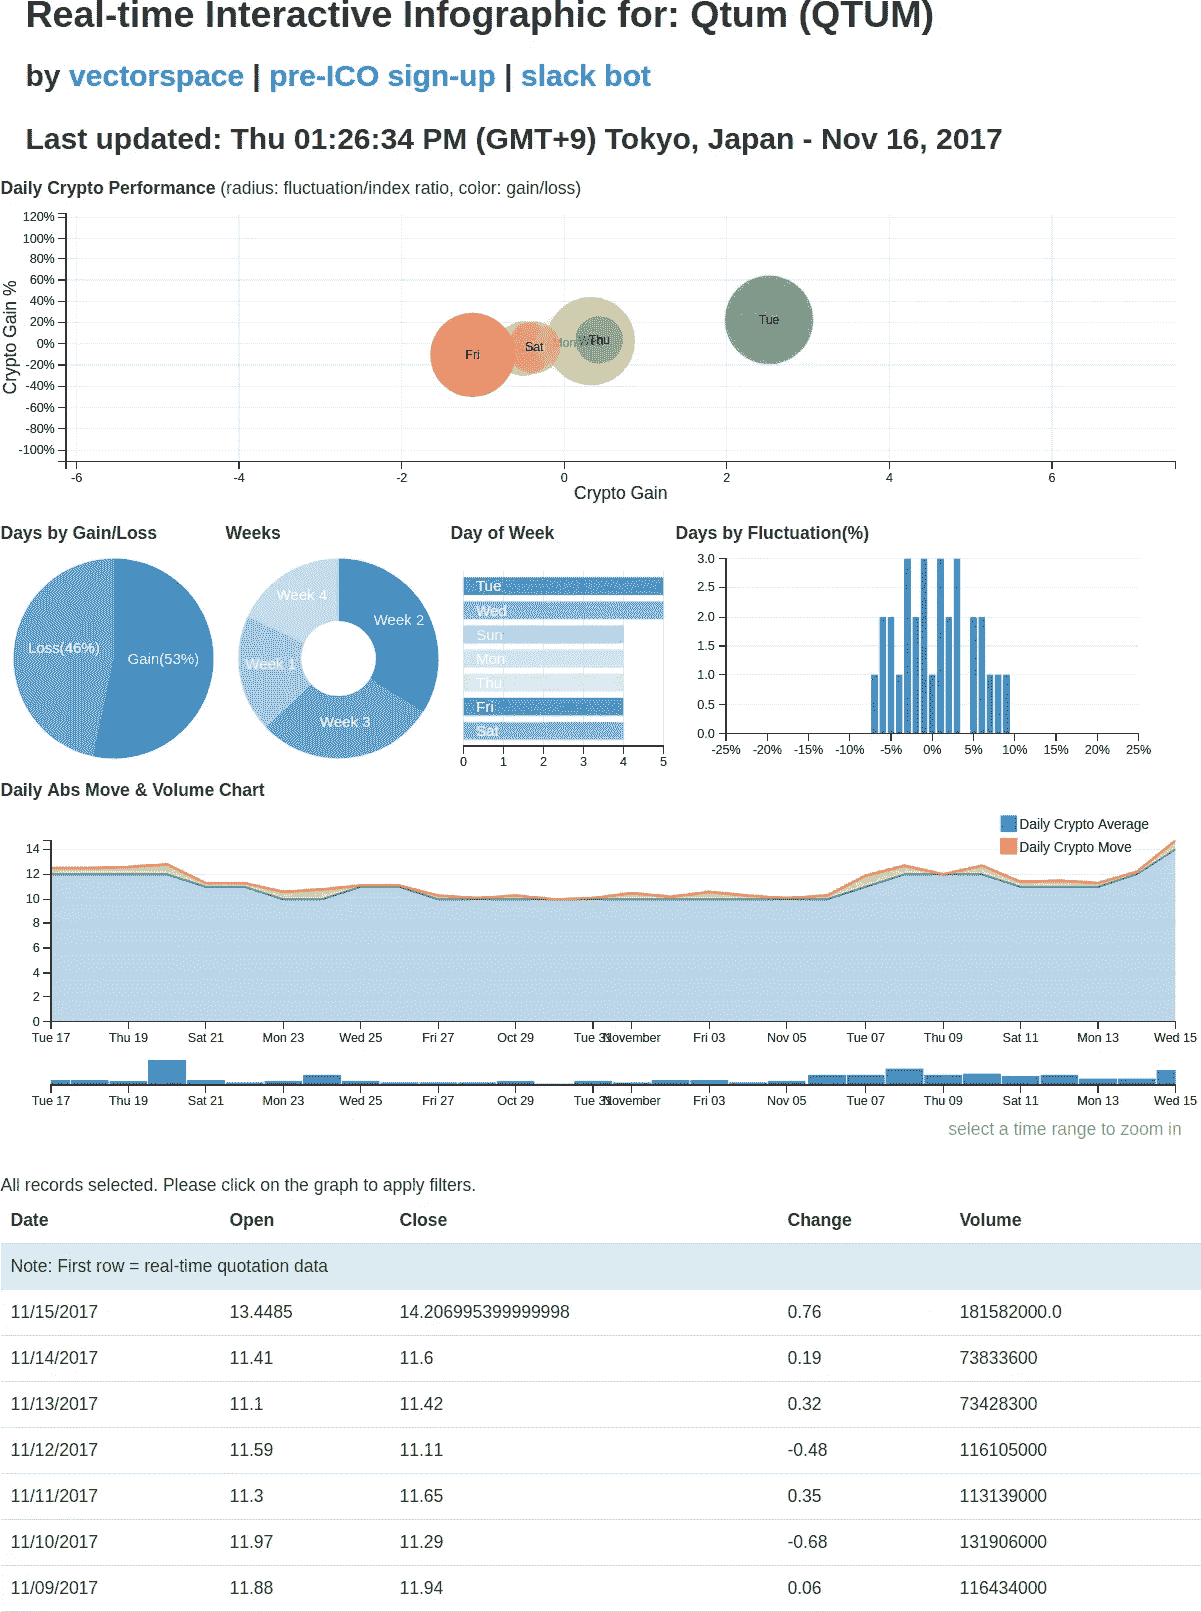 Real-time Interactive Infographic for: Qtum (QTUM)
by vectorspace | pre-ICO sign-up | slack bot
Last updated: Thu 01:26:34 PM (GMT+9) Tokyo, Japan - Nov 16, 2017
Daily Crypto Performance (radius: fluctuation/index ratio, color: gain/loss)
120%
100%
80%
60%
40%
20%
0%
-20%
-40%
-60%
-80%
-100%
Crypto Gain %
Fri
Sat
Mon
Thu
Tue
-6 -4 -2 0 2 4 6
Crypto Gain
Days by Gain/Loss
Loss(46%)
Gain(53%)
Weeks
Week 4
Week 2
Week 1
Week 3
Day of Week
Tue
Wed
Sun
Mon
Thu
Fri
Sat
0 1 2 3 4 5
Days by Fluctuation(%)
3.0
2.5
2.0
1.5
1.0
0.5
0.0
-25% -20% -15% -10% -5% 0% 5% 10% 15% 20% 25%
Daily Abs Move & Volume Chart
Daily Crypto Average
Daily Crypto Move
14
12
10
8
6
4
2
0
Tue 17 Thu 19 Sat 21 Mon 23 Wed 25 Fri 27 Oct 29 Tue 31 November Fri 03 Nov 05 Tue 07 Thu 09 Sat 11 Mon 13 Wed 15
Tue 17 Thu 19 Sat 21 Mon 23 Wed 25 Fri 27 Oct 29 Tue 31 November Fri 03 Nov 05 Tue 07 Thu 09 Sat 11 Mon 13 Wed 15
select a time range to zoom in
All records selected. Please click on the graph to apply filters.
Date Open Close Change Volume
Note: First row = real-time quotation data
11/15/2017 13.4485 14.206995399999998 0.76 181582000.0
11/14/2017 11.41 11.6 0.19 73833600
11/13/2017 11.1 11.42 0.32 73428300
11/12/2017 11.59 11.11 -0.48 116105000
11/11/2017 11.3 11.65 0.35 113139000
11/10/2017 11.97 11.29 -0.68 131906000
11/09/2017 11.88 11.94 0.06 116434000